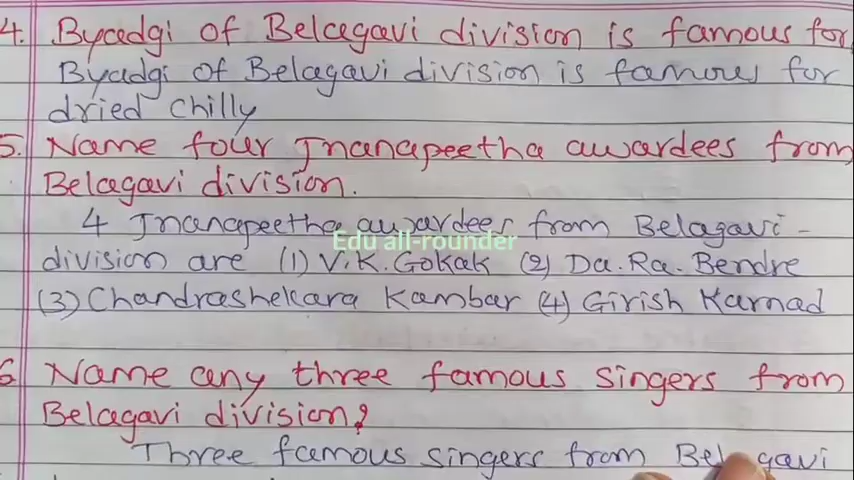 4. Byadgi of Belagavi division is famous for
Byadgi of Belagavi division is famous for
dried chilly
5. Name four Jnanapeetha awardees from
Belagavi division.
4 Jnanapeetha awardees from Belagavi-
Edu all-rounder
division are (1) V.K. Gokak (2) Da. Ra. Bendre
(3) Chandrashekara Kambar (4) Girish Karnad
6 Name any three famous singers from
Belagavi division?
Three famous singers from Belagavi